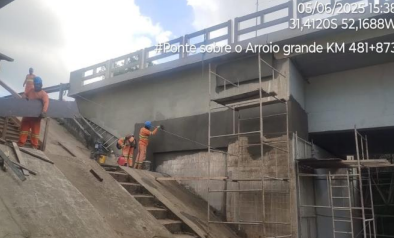 05/06/2025 15:38
31,4120S 52,1688W
#Ponte sobre o Arroio grande KM 481+873